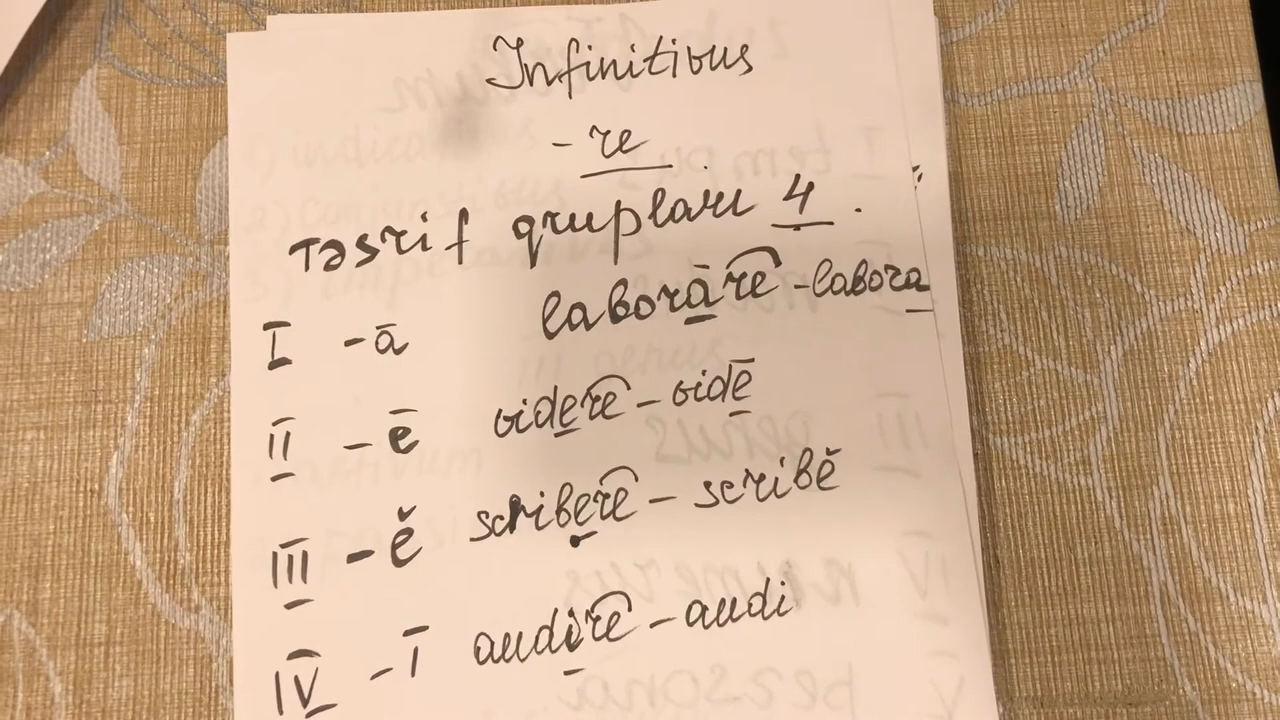 Infinitivus
-re
Təsrif qrupları 4.
I -ā laborāre - labora
II -ē videre - vidē
III -ĕ scribere - scribĕ
IV -ī audire - audi